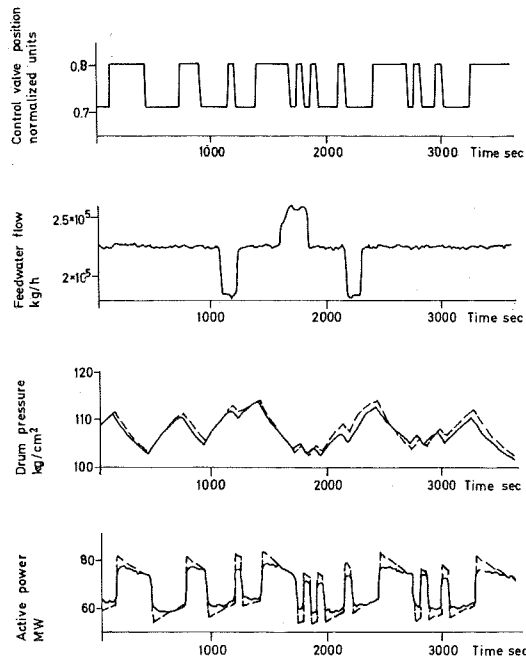 Control valve position
normalized units
0,8
0.7
1000 2000 3000 Time sec
Feedwater flow
kg/h
2.5*10⁵
2*10⁵
1000 2000 3000 Time sec
Drum pressure
kg/cm²
120
110
100
1000 2000 3000 Time sec
Active power
MW
80
60
1000 2000 3000 Time sec